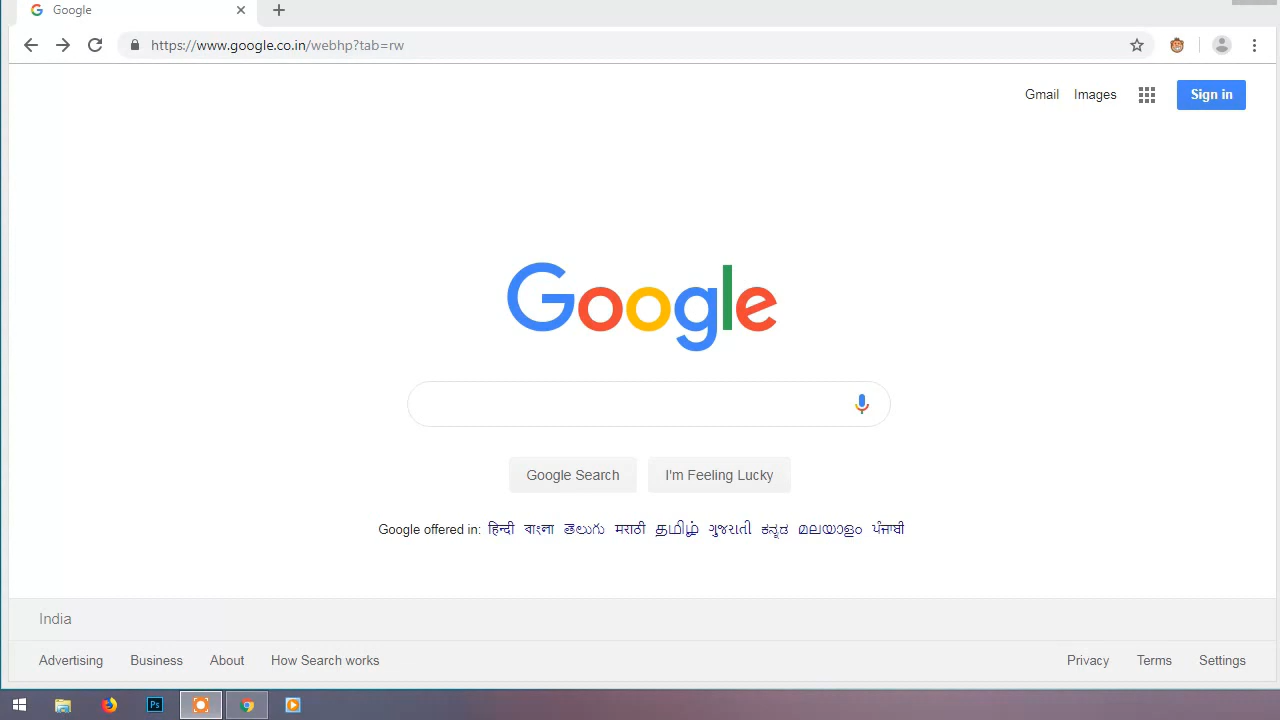 Google
https://www.google.co.in/webhp?tab=rw
Gmail Images Sign in
Google
Google Search I'm Feeling Lucky
Google offered in: हिन्दी বাংলা తెలుగు मराठी தமிழ் ગુજરાતી ಕನ್ನಡ മലയാളം ਪੰਜਾਬੀ
India
Advertising Business About How Search works Privacy Terms Settings
Ps